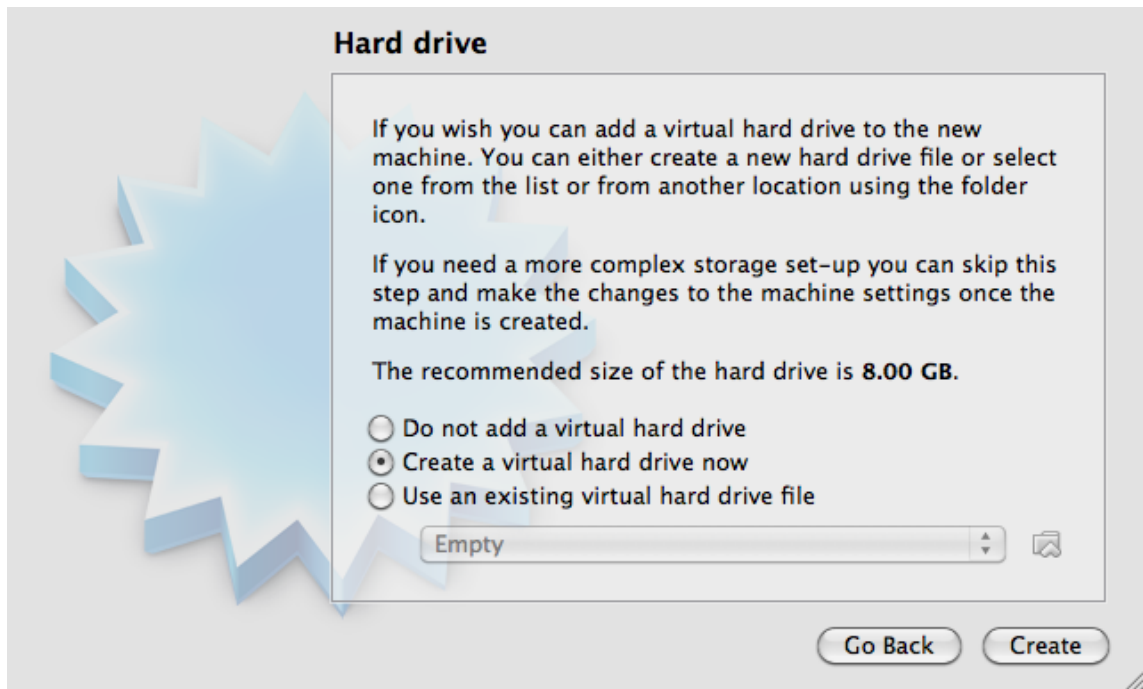 Hard drive
If you wish you can add a virtual hard drive to the new
machine. You can either create a new hard drive file or select
one from the list or from another location using the folder
icon.
If you need a more complex storage set-up you can skip this
step and make the changes to the machine settings once the
machine is created.
The recommended size of the hard drive is 8.00 GB.
Do not add a virtual hard drive
Create a virtual hard drive now
Use an existing virtual hard drive file
Empty
Go Back
Create